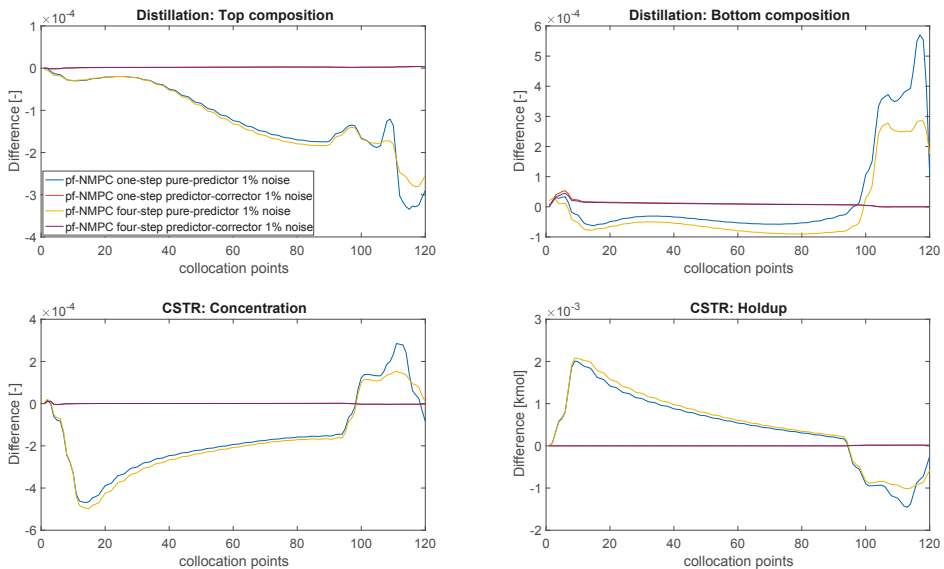 Distillation: Top composition
×10⁻⁴
1
0
-1
-2
-3
-4
Difference [-]
pf-NMPC one-step pure-predictor 1% noise
pf-NMPC one-step predictor-corrector 1% noise
pf-NMPC four-step pure-predictor 1% noise
pf-NMPC four-step predictor-corrector 1% noise
0 20 40 60 80 100 120
collocation points
Distillation: Bottom composition
×10⁻⁴
6
5
4
3
2
1
0
-1
Difference [-]
0 20 40 60 80 100 120
collocation points
CSTR: Concentration
×10⁻⁴
4
2
0
-2
-4
-6
Difference [-]
0 20 40 60 80 100 120
collocation points
CSTR: Holdup
×10⁻³
3
2
1
0
-1
-2
Difference [kmol]
0 20 40 60 80 100 120
collocation points